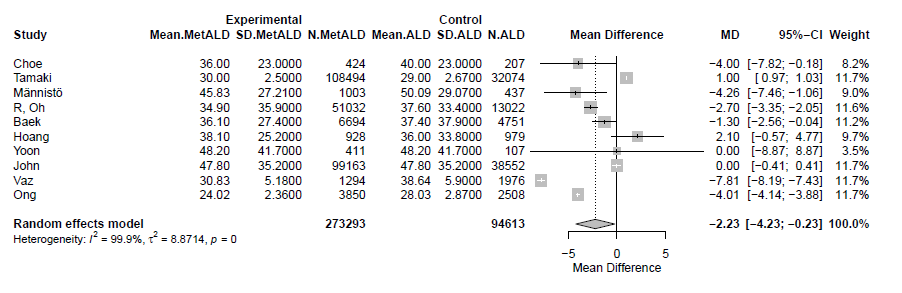 Experimental Control
Study Mean.MetALD SD.MetALD N.MetALD Mean.ALD SD.ALD N.ALD Mean Difference MD 95%−CI Weight
Choe 36.00 23.0000 424 40.00 23.0000 207 −4.00 [−7.82; −0.18] 8.2%
Tamaki 30.00 2.5000 108494 29.00 2.6700 32074 1.00 [ 0.97; 1.03] 11.7%
Männistö 45.83 27.2100 1003 50.09 29.0700 437 −4.26 [−7.46; −1.06] 9.0%
R, Oh 34.90 35.9000 51032 37.60 33.4000 13022 −2.70 [−3.35; −2.05] 11.6%
Baek 36.10 27.4000 6694 37.40 37.9000 4751 −1.30 [−2.56; −0.04] 11.2%
Hoang 38.10 25.2000 928 36.00 33.8000 979 2.10 [−0.57; 4.77] 9.7%
Yoon 48.20 41.7000 411 48.20 41.7000 107 0.00 [−8.87; 8.87] 3.5%
John 47.80 35.2000 99163 47.80 35.2000 38552 0.00 [−0.41; 0.41] 11.7%
Vaz 30.83 5.1800 1294 38.64 5.9000 1976 −7.81 [−8.19; −7.43] 11.7%
Ong 24.02 2.3600 3850 28.03 2.8700 2508 −4.01 [−4.14; −3.88] 11.7%
Random effects model 273293 94613 −2.23 [−4.23; −0.23] 100.0%
Heterogeneity: I² = 99.9%, τ² = 8.8714, p = 0
−5 0 5
Mean Difference